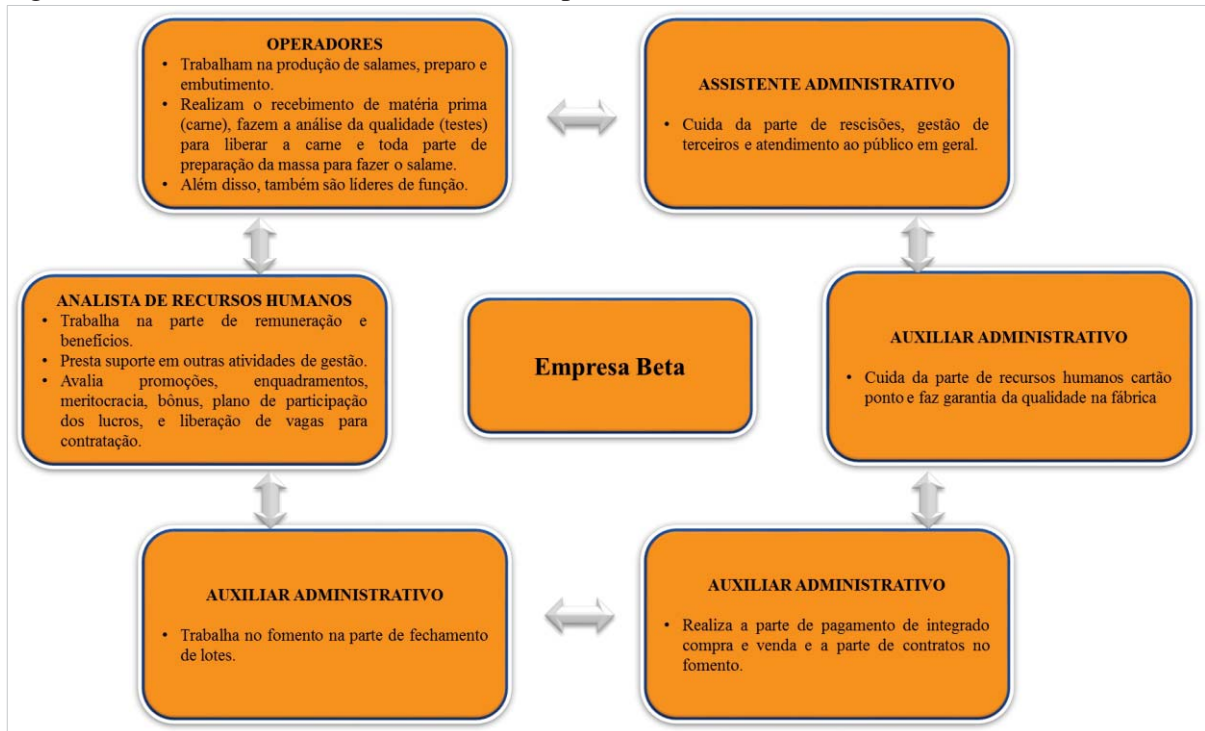 OPERADORES
• Trabalham na produção de salames, preparo e
embutimento.
• Realizam o recebimento de matéria prima
(carne), fazem a análise da qualidade (testes)
para liberar a carne e toda parte de
preparação da massa para fazer o salame.
• Além disso, também são líderes de função.
ASSISTENTE ADMINISTRATIVO
• Cuida da parte de rescisões, gestão de
terceiros e atendimento ao público em geral.
ANALISTA DE RECURSOS HUMANOS
• Trabalha na parte de remuneração e
benefícios.
• Presta suporte em outras atividades de gestão.
• Avalia promoções, enquadramentos,
meritocracia, bônus, plano de participação
dos lucros, e liberação de vagas para
contratação.
Empresa Beta
AUXILIAR ADMINISTRATIVO
• Cuida da parte de recursos humanos cartão
ponto e faz garantia da qualidade na fábrica
AUXILIAR ADMINISTRATIVO
• Trabalha no fomento na parte de fechamento
de lotes.
AUXILIAR ADMINISTRATIVO
• Realiza a parte de pagamento de integrado
compra e venda e a parte de contratos no
fomento.